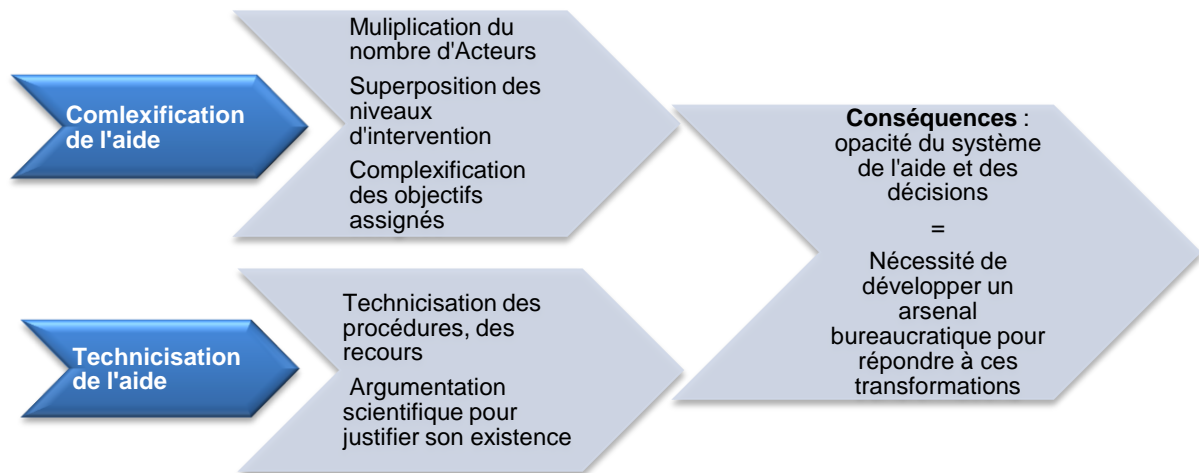 Comlexification
de l'aide
Muliplication du
nombre d'Acteurs
Superposition des
niveaux
d'intervention
Complexification
des objectifs
assignés
Technicisation
de l'aide
Technicisation des
procédures, des
recours
Argumentation
scientifique pour
justifier son existence
Conséquences :
opacité du système
de l'aide et des
décisions
=
Nécessité de
développer un
arsenal
bureaucratique pour
répondre à ces
transformations